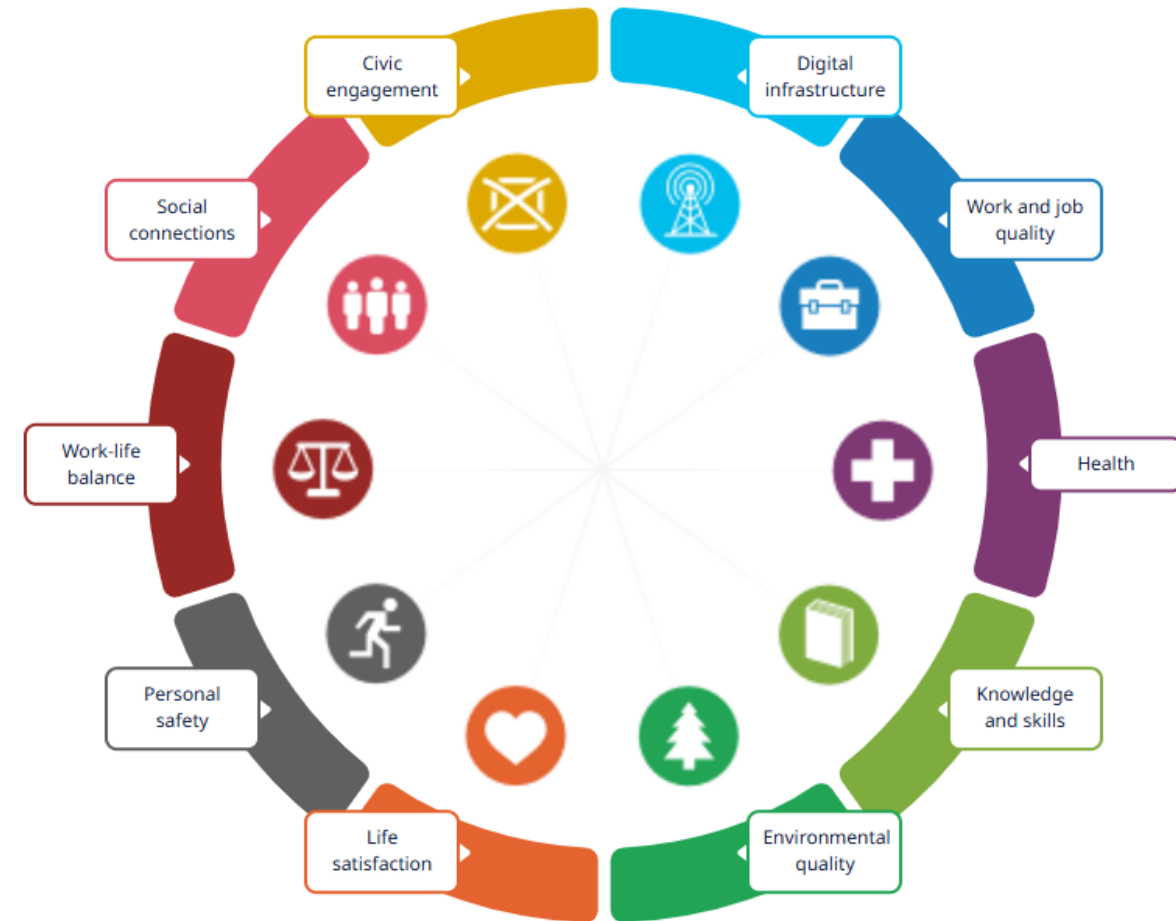 Civic
engagement
Digital
infrastructure
Social
connections
Work and job
quality
Work-life
balance
Health
Personal
safety
Knowledge
and skills
Life
satisfaction
Environmental
quality